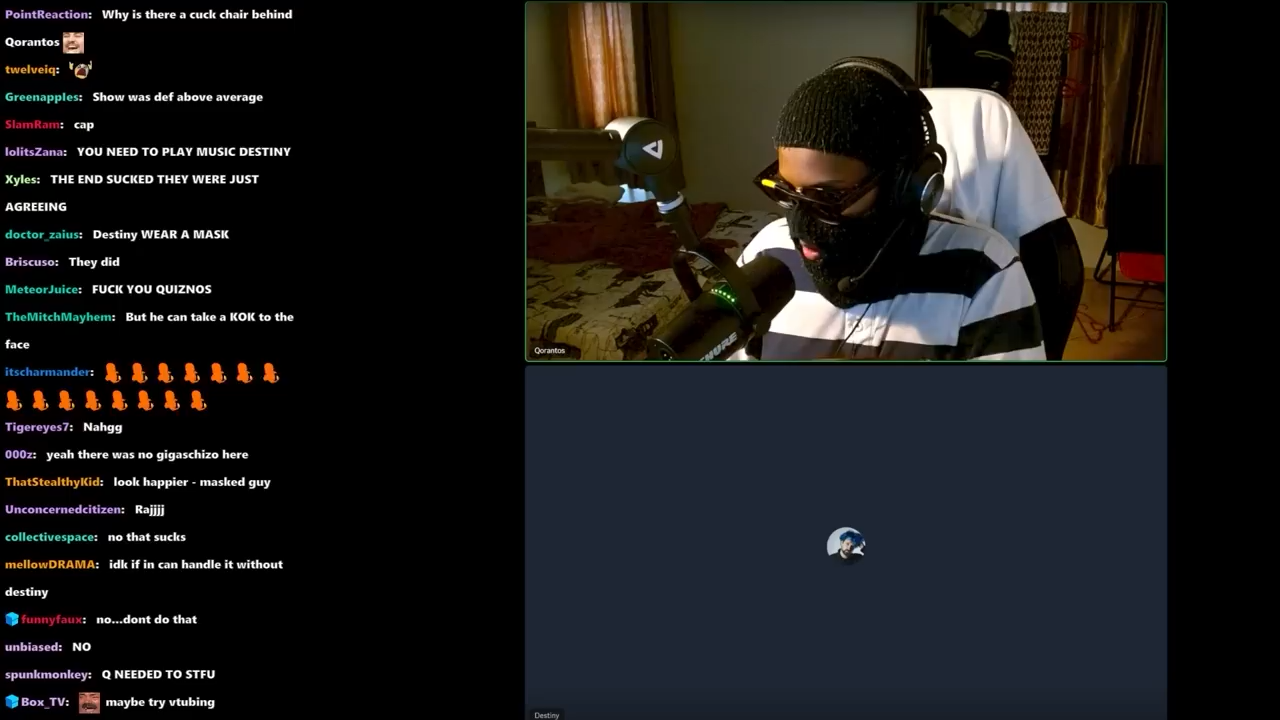 PointReaction: Why is there a cuck chair behind
Qorantos
twelveiq:
Greenapples: Show was def above average
SlamRam: cap
lolitsZana: YOU NEED TO PLAY MUSIC DESTINY
Xyles: THE END SUCKED THEY WERE JUST
AGREEING
doctor_zaius: Destiny WEAR A MASK
Briscuso: They did
MeteorJuice: FUCK YOU QUIZNOS
TheMitchMayhem: But he can take a KOK to the
face
itscharmander:
Tigereyes7: Nahgg
000z: yeah there was no gigaschizo here
ThatStealthyKid: look happier - masked guy
Unconcernedcitizen: Rajjjj
collectivespace: no that sucks
mellowDRAMA: idk if in can handle it without
destiny
funnyfaux: no...dont do that
unbiased: NO
spunkmonkey: Q NEEDED TO STFU
Box_TV: maybe try vtubing
SHURE
Qorantos
Destiny